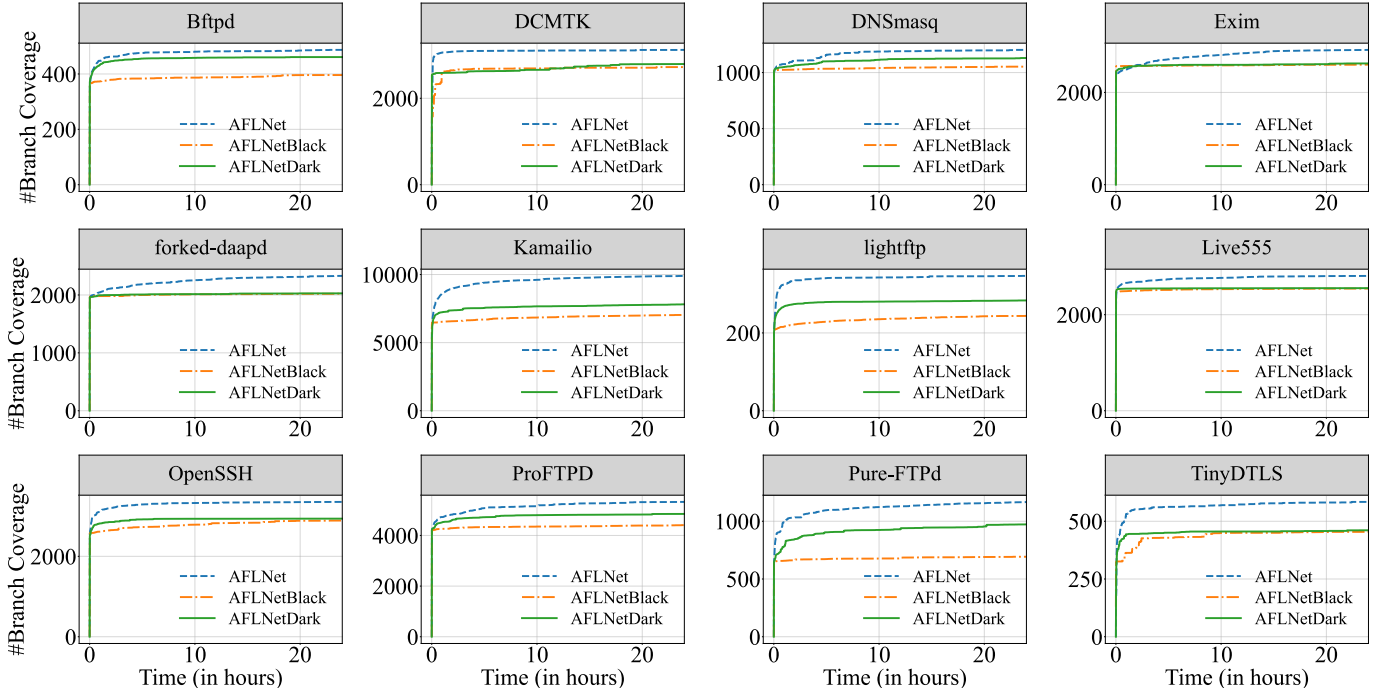 Bftpd
DCMTK
DNSmasq
Exim
#Branch Coverage
400
200
0
AFLNet
AFLNetBlack
AFLNetDark
0 10 20
2000
0
AFLNet
AFLNetBlack
AFLNetDark
0 10 20
1000
500
0
AFLNet
AFLNetBlack
AFLNetDark
0 10 20
2000
0
AFLNet
AFLNetBlack
AFLNetDark
0 10 20
forked-daapd
Kamailio
lightftp
Live555
#Branch Coverage
2000
1000
0
AFLNet
AFLNetBlack
AFLNetDark
0 10 20
10000
5000
0
AFLNet
AFLNetBlack
AFLNetDark
0 10 20
200
0
AFLNet
AFLNetBlack
AFLNetDark
0 10 20
2000
0
AFLNet
AFLNetBlack
AFLNetDark
0 10 20
OpenSSH
ProFTPD
Pure-FTPd
TinyDTLS
#Branch Coverage
2000
0
AFLNet
AFLNetBlack
AFLNetDark
0 10 20
Time (in hours)
4000
2000
0
AFLNet
AFLNetBlack
AFLNetDark
0 10 20
Time (in hours)
1000
500
0
AFLNet
AFLNetBlack
AFLNetDark
0 10 20
Time (in hours)
500
250
0
AFLNet
AFLNetBlack
AFLNetDark
0 10 20
Time (in hours)